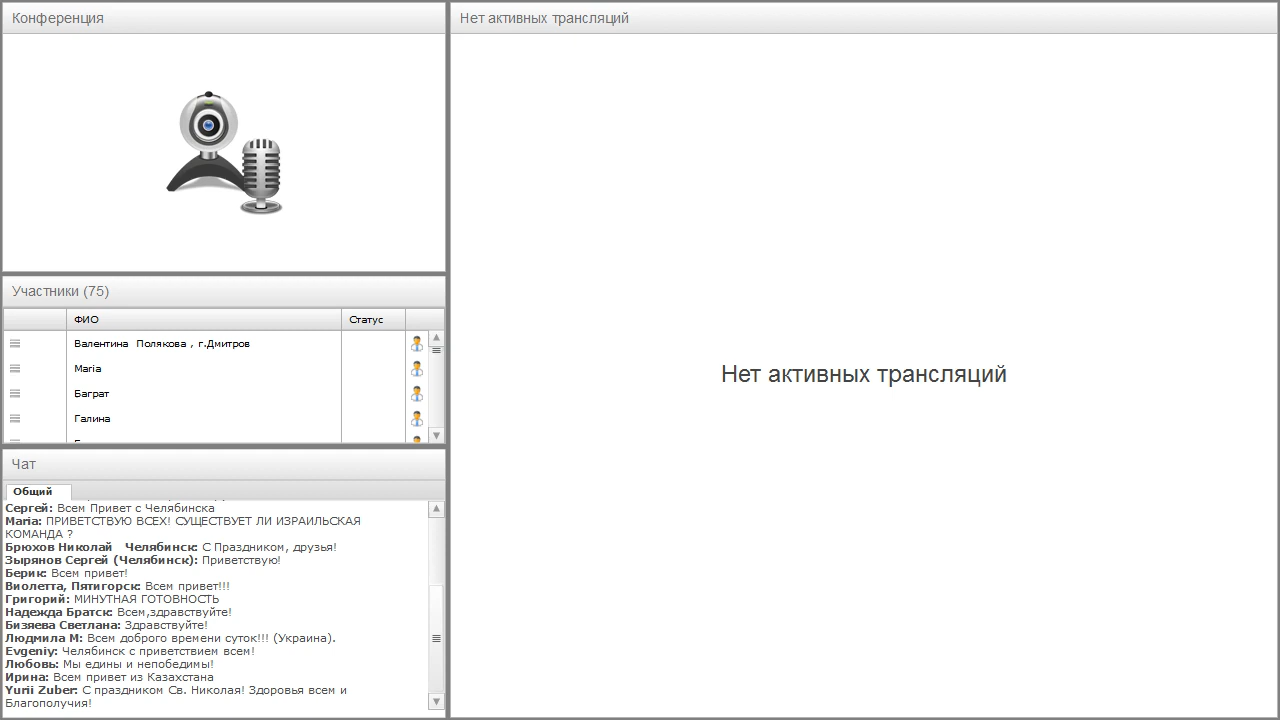 Конференция
Нет активных трансляций
Нет активных трансляций
Участники (75)
ФИО
Статус
Валентина Полякова , г.Дмитров
Maria
Баграт
Галина
Чат
Общий
Сергей: Всем Привет с Челябинска
Maria: ПРИВЕТСТВУЮ ВСЕХ! СУЩЕСТВУЕТ ЛИ ИЗРАИЛЬСКАЯ
КОМАНДА ?
Брюхов Николай Челябинск: С Праздником, друзья!
Зырянов Сергей (Челябинск): Приветствую!
Берик: Всем привет!
Виолетта, Пятигорск: Всем привет!!!
Григорий: МИНУТНАЯ ГОТОВНОСТЬ
Надежда Братск: Всем,здравствуйте!
Бизяева Светлана: Здравствуйте!
Людмила М: Всем доброго времени суток!!! (Украина).
Evgeniy: Челябинск с приветствием всем!
Любовь: Мы едины и непобедимы!
Ирина: Всем привет из Казахстана
Yurii Zuber: С праздником Св. Николая! Здоровья всем и
Благополучия!